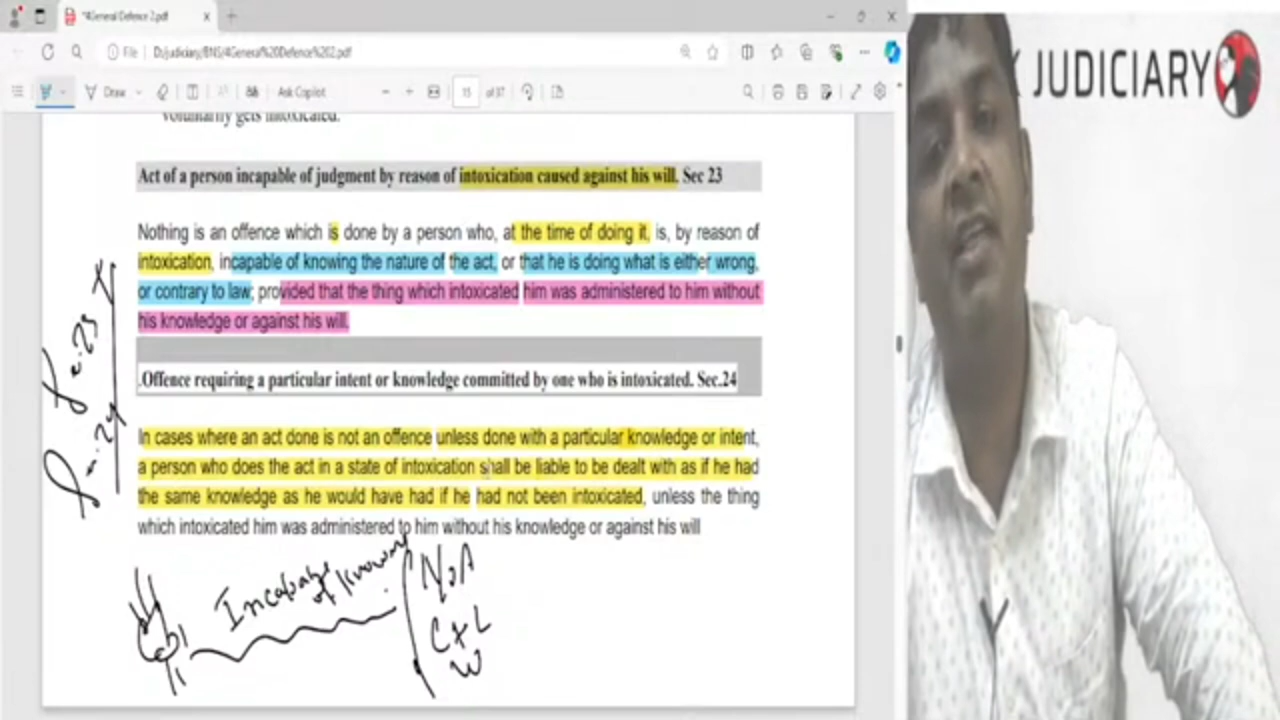 *4General Defence 2.pdf
File D:/judiciary/BNS/4General%20Defence%202.pdf
Draw Ask Copilot 15 of 37
JUDICIARY
voluntarily gets intoxicated.
Act of a person incapable of judgment by reason of intoxication caused against his will. Sec 23
Nothing is an offence which is done by a person who, at the time of doing it, is, by reason of
intoxication, incapable of knowing the nature of the act, or that he is doing what is either wrong,
or contrary to law; provided that the thing which intoxicated him was administered to him without
his knowledge or against his will.
.Offence requiring a particular intent or knowledge committed by one who is intoxicated. Sec.24
In cases where an act done is not an offence unless done with a particular knowledge or intent,
a person who does the act in a state of intoxication shall be liable to be dealt with as if he had
the same knowledge as he would have had if he had not been intoxicated, unless the thing
which intoxicated him was administered to him without his knowledge or against his will
Incapable of Knowing
NoA
C
L
W